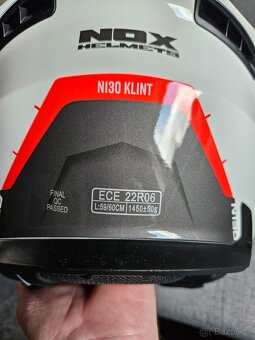 NOX
HELMETS
N130 KLINT
FINAL
QC
PASSED
ECE 22R06
L:59/60CM
1450±50g